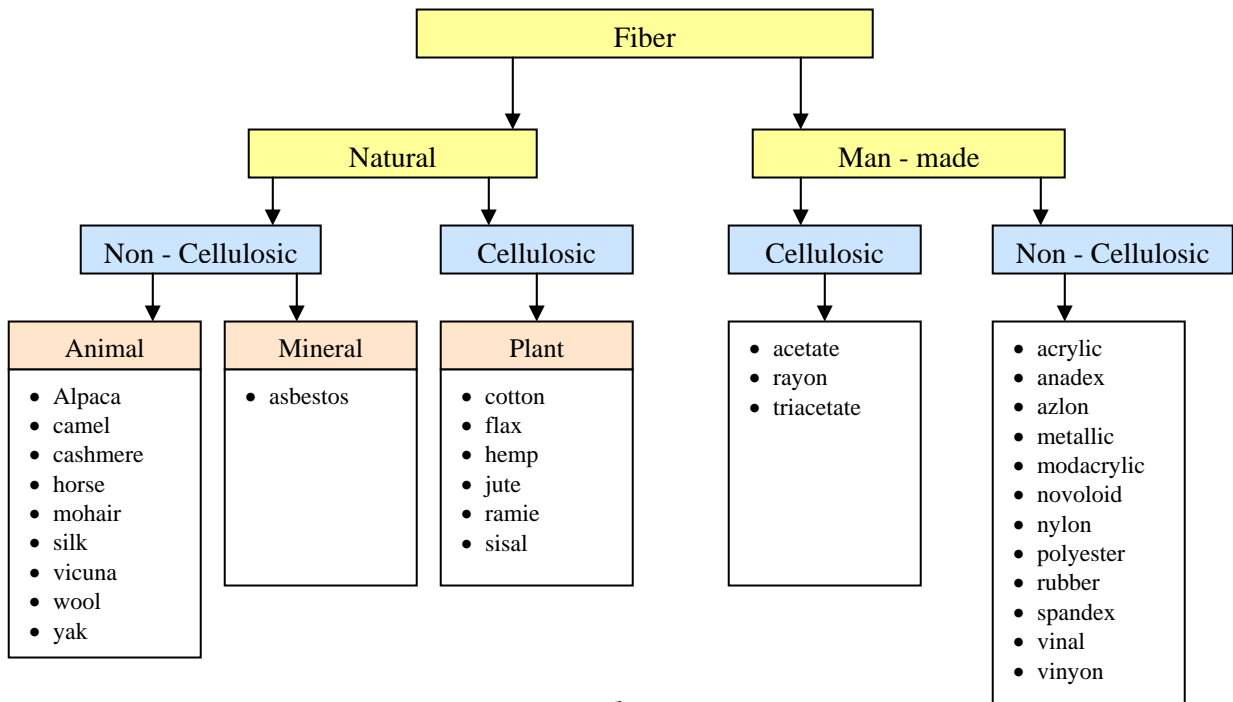 Fiber
Natural
Man - made
Non - Cellulosic
Cellulosic
Cellulosic
Non - Cellulosic
Animal
• Alpaca
• camel
• cashmere
• horse
• mohair
• silk
• vicuna
• wool
• yak
Mineral
• asbestos
Plant
• cotton
• flax
• hemp
• jute
• ramie
• sisal
• acetate
• rayon
• triacetate
• acrylic
• anadex
• azlon
• metallic
• modacrylic
• novoloid
• nylon
• polyester
• rubber
• spandex
• vinal
• vinyon